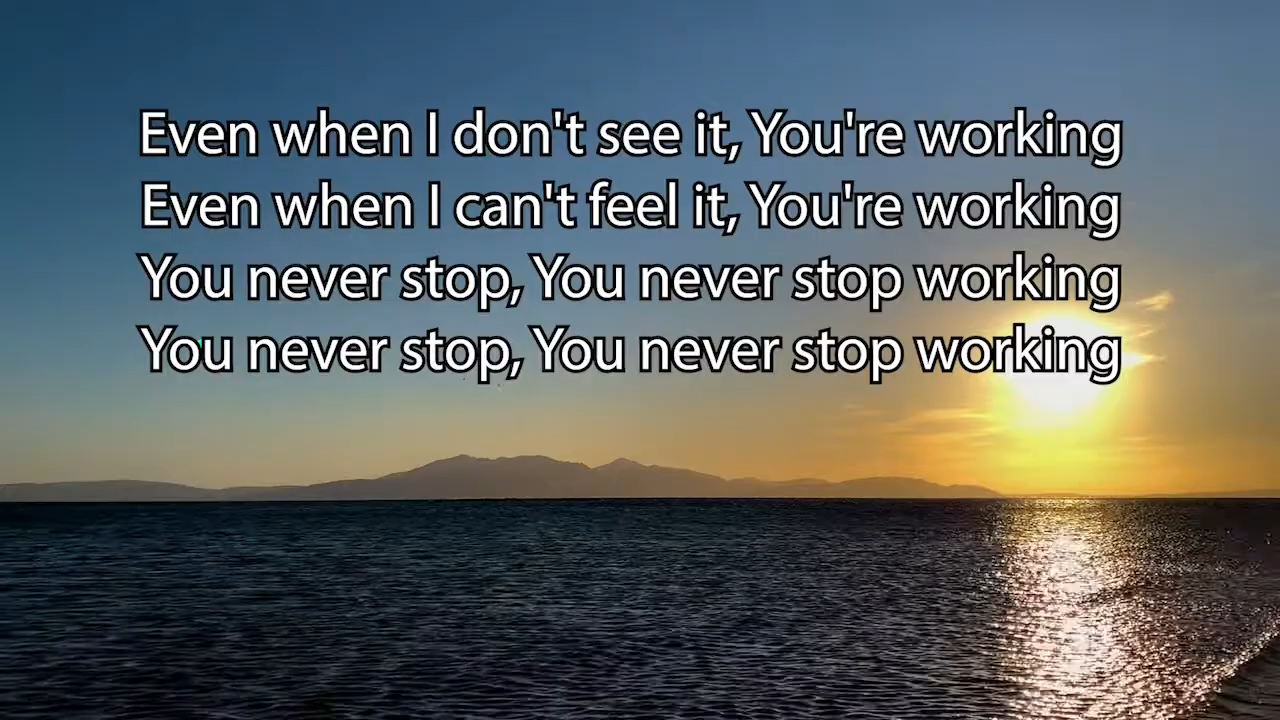 Even when I don't see it, You're working
Even when I can't feel it, You're working
You never stop, You never stop working
You never stop, You never stop working